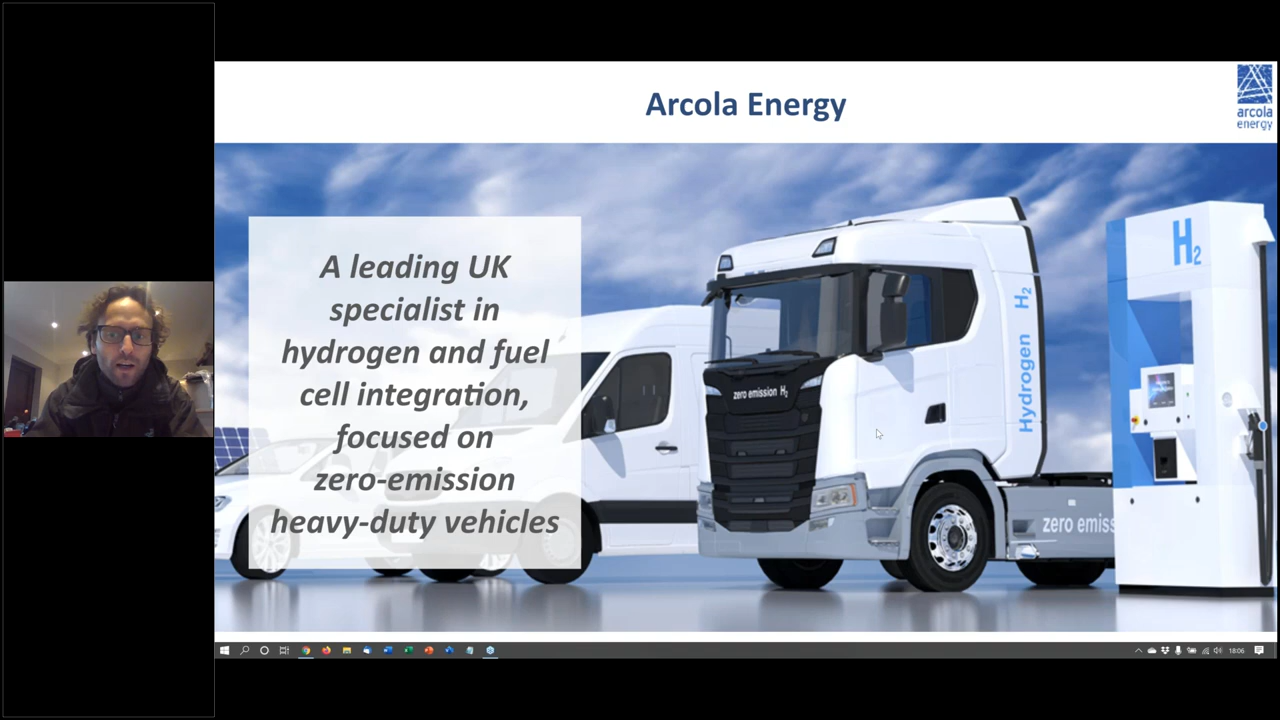 Arcola Energy
arcola
energy
A leading UK
specialist in
hydrogen and fuel
cell integration,
focused on
zero-emission
heavy-duty vehicles
zero emission H₂
Hydrogen H₂
H₂
zero emiss
18:06